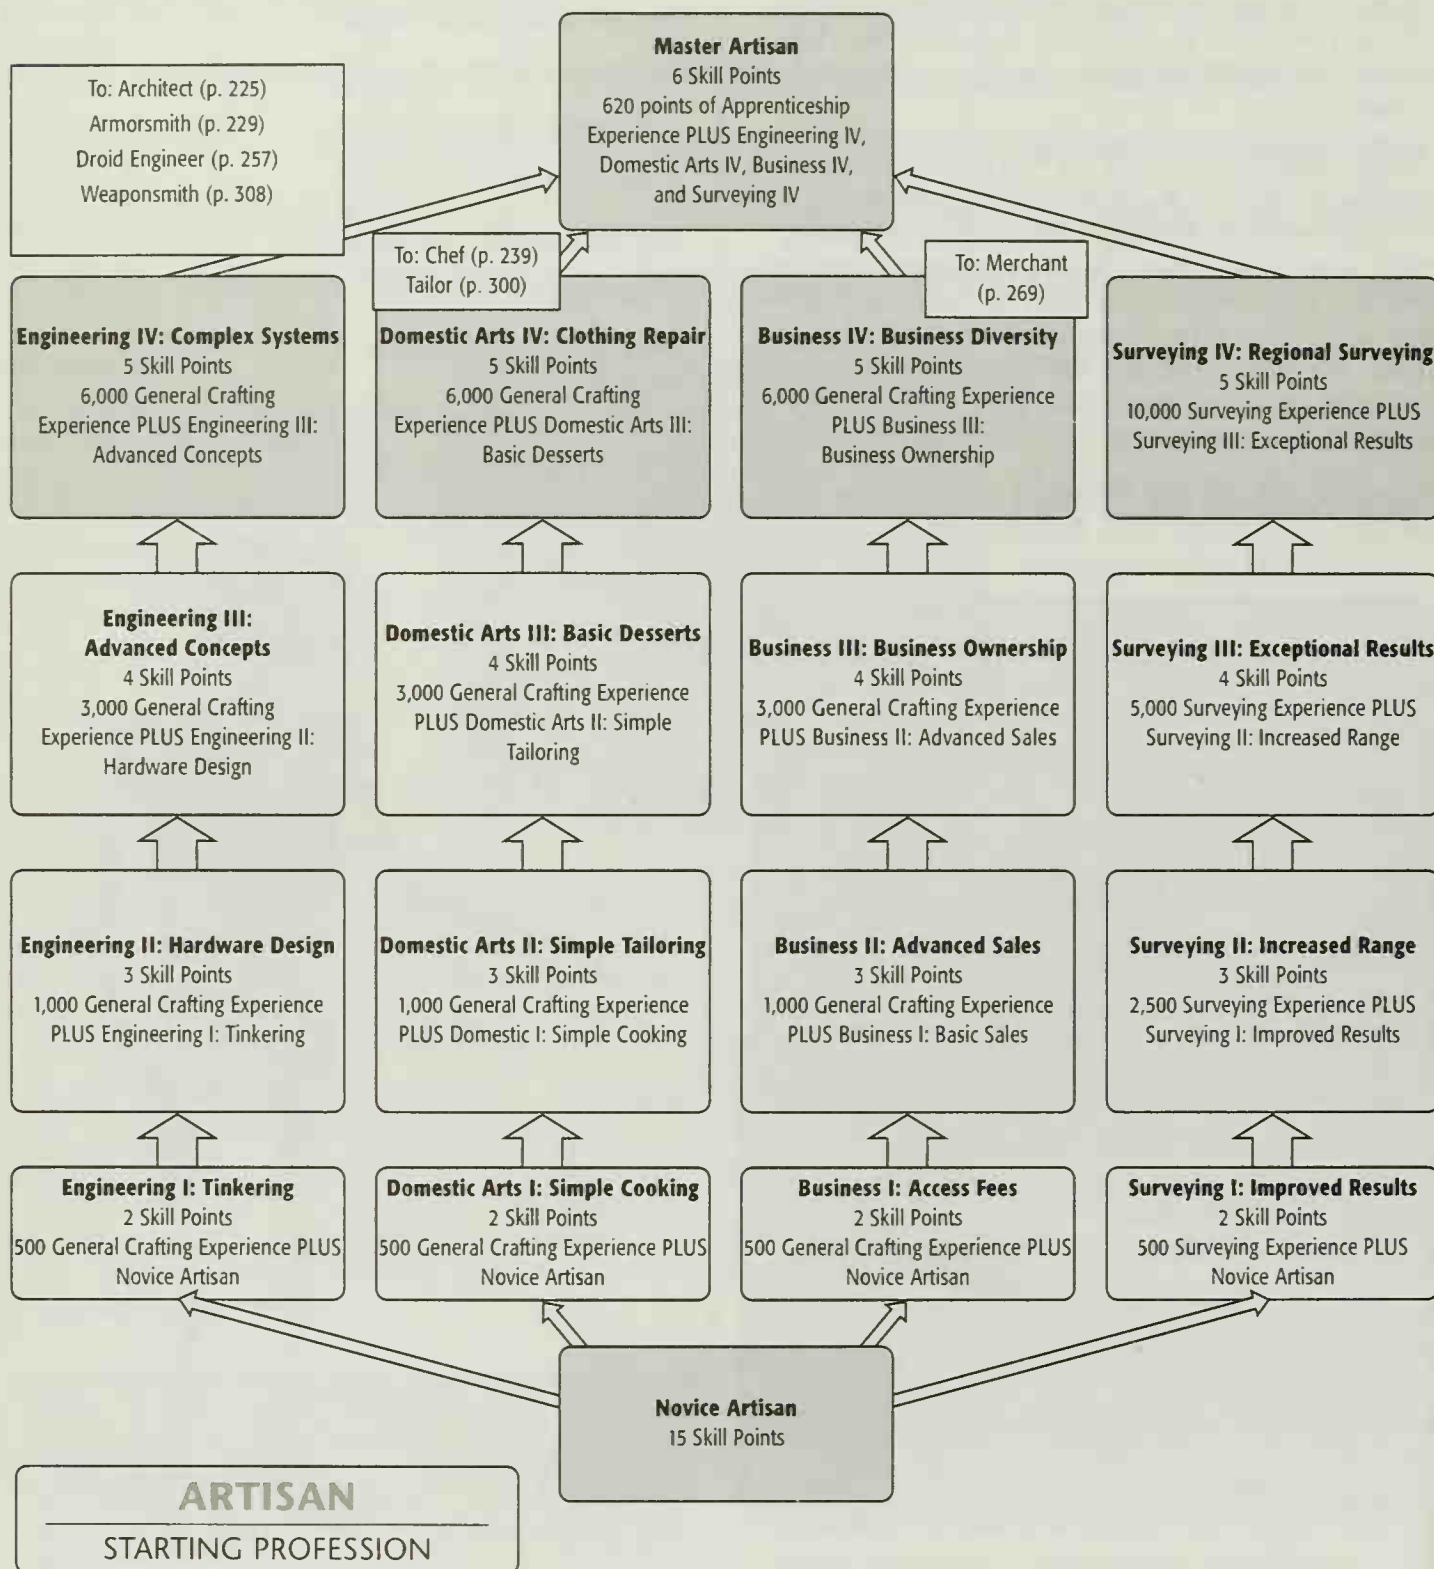 Master Artisan
6 Skill Points
620 points of Apprenticeship
Experience PLUS Engineering IV,
Domestic Arts IV, Business IV,
and Surveying IV
To: Architect (p. 225)
Armorsmith (p. 229)
Droid Engineer (p. 257)
Weaponsmith (p. 308)
To: Chef (p. 239)
Tailor (p. 300)
To: Merchant
(p. 269)
Engineering IV: Complex Systems
5 Skill Points
6,000 General Crafting
Experience PLUS Engineering III:
Advanced Concepts
Domestic Arts IV: Clothing Repair
5 Skill Points
6,000 General Crafting
Experience PLUS Domestic Arts III:
Basic Desserts
Business IV: Business Diversity
5 Skill Points
6,000 General Crafting Experience
PLUS Business III:
Business Ownership
Surveying IV: Regional Surveying
5 Skill Points
10,000 Surveying Experience PLUS
Surveying III: Exceptional Results
Engineering III:
Advanced Concepts
4 Skill Points
3,000 General Crafting
Experience PLUS Engineering II:
Hardware Design
Domestic Arts III: Basic Desserts
4 Skill Points
3,000 General Crafting Experience
PLUS Domestic Arts II: Simple
Tailoring
Business III: Business Ownership
4 Skill Points
3,000 General Crafting Experience
PLUS Business II: Advanced Sales
Surveying III: Exceptional Results
4 Skill Points
5,000 Surveying Experience PLUS
Surveying II: Increased Range
Engineering II: Hardware Design
3 Skill Points
1,000 General Crafting Experience
PLUS Engineering I: Tinkering
Domestic Arts II: Simple Tailoring
3 Skill Points
1,000 General Crafting Experience
PLUS Domestic I: Simple Cooking
Business II: Advanced Sales
3 Skill Points
1,000 General Crafting Experience
PLUS Business I: Basic Sales
Surveying II: Increased Range
3 Skill Points
2,500 Surveying Experience PLUS
Surveying I: Improved Results
Engineering I: Tinkering
2 Skill Points
500 General Crafting Experience PLUS
Novice Artisan
Domestic Arts I: Simple Cooking
2 Skill Points
500 General Crafting Experience PLUS
Novice Artisan
Business I: Access Fees
2 Skill Points
500 General Crafting Experience PLUS
Novice Artisan
Surveying I: Improved Results
2 Skill Points
500 Surveying Experience PLUS
Novice Artisan
Novice Artisan
15 Skill Points
ARTISAN
STARTING PROFESSION